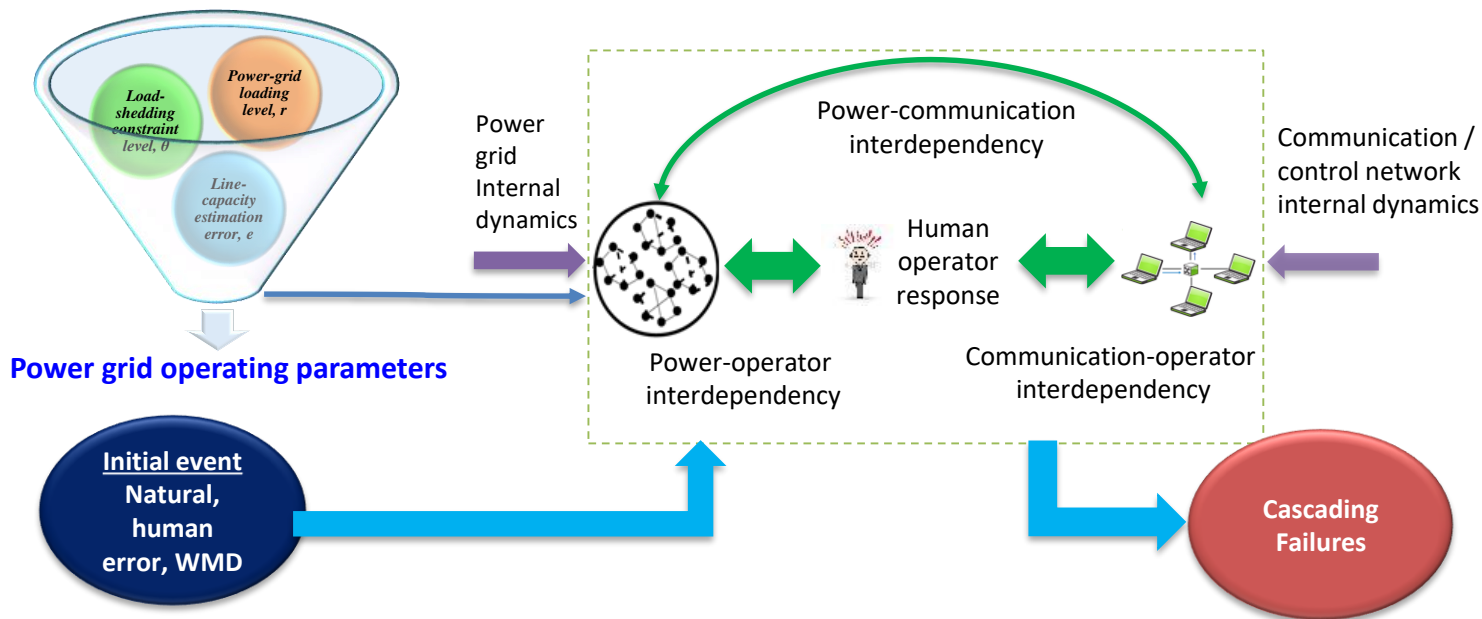 Load-
shedding
constraint
level, θ
Power-grid
loading
level, r
Line-
capacity
estimation
error, e
Power grid operating parameters
Power
grid
Internal
dynamics
Power-communication
interdependency
Communication /
control network
internal dynamics
Human
operator
response
Power-operator
interdependency
Communication-operator
interdependency
Initial event
Natural,
human
error, WMD
Cascading
Failures